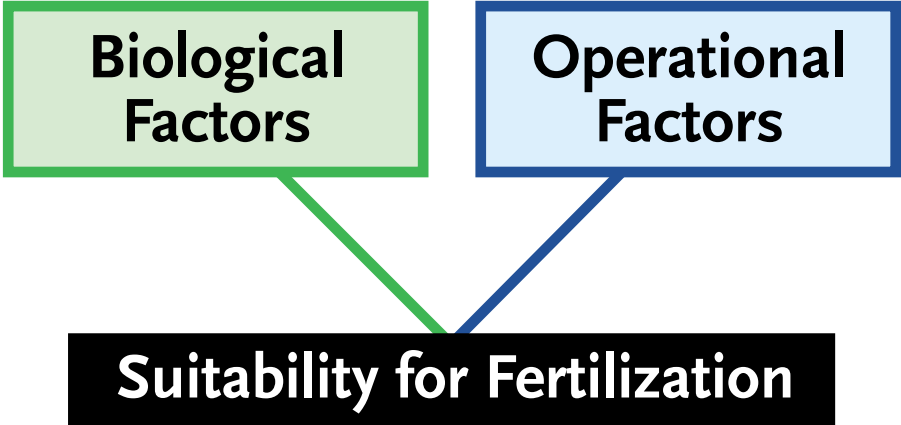 Biological
Factors
Operational
Factors
Suitability for Fertilization